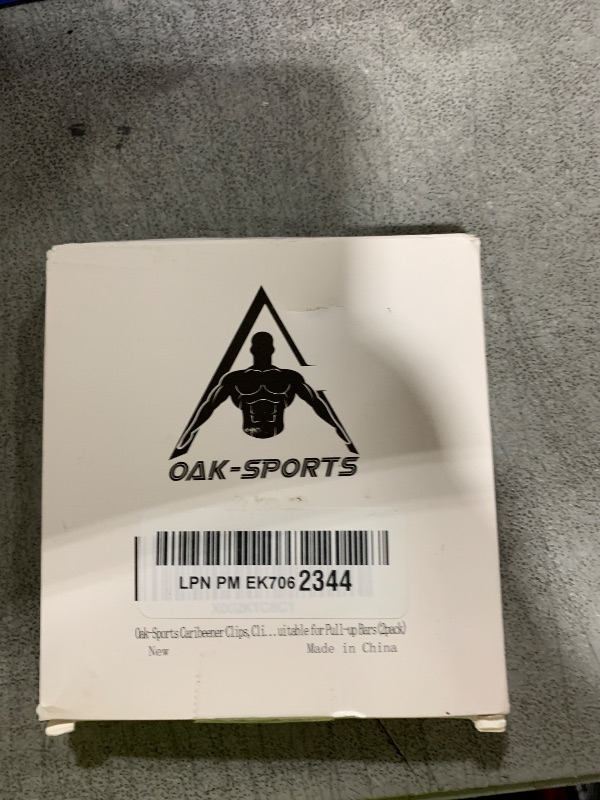 OAK-SPORTS
LPN PM EK706 2344
Oak-Sports Caribeener Clips, Cli...uitable for Pull-up Bars (2pack)
New
Made in China